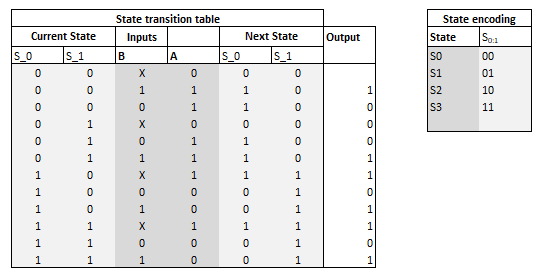 State transition table
Current State Inputs Next State Output
S_0 S_1 B A S_0 S_1
0 0 X 0 0 0
0 0 1 1 1 0 1
0 0 0 1 1 0 0
0 1 X 0 0 0 0
0 1 0 1 1 0 0
0 1 1 1 1 0 1
1 0 X 1 1 1 1
1 0 0 0 0 0 0
1 0 1 0 0 1 1
1 1 X 1 1 1 1
1 1 0 0 0 1 0
1 1 1 0 0 1 1
State encoding
State S0:1
S0 00
S1 01
S2 10
S3 11